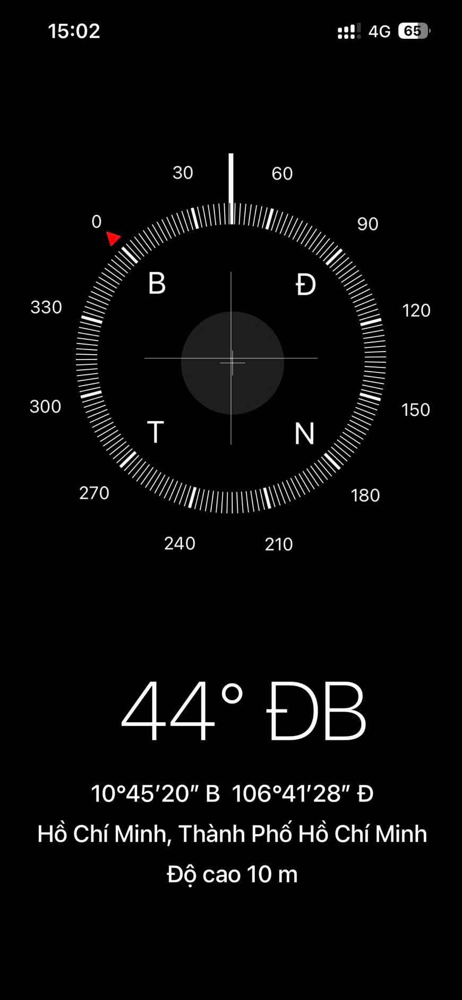 15:02 4G 65
30 60
0 90
B Đ
330 120
300 150
T N
270 180
240 210
44° ĐB
10°45′20″ B 106°41′28″ Đ
Hồ Chí Minh, Thành Phố Hồ Chí Minh
Độ cao 10 m